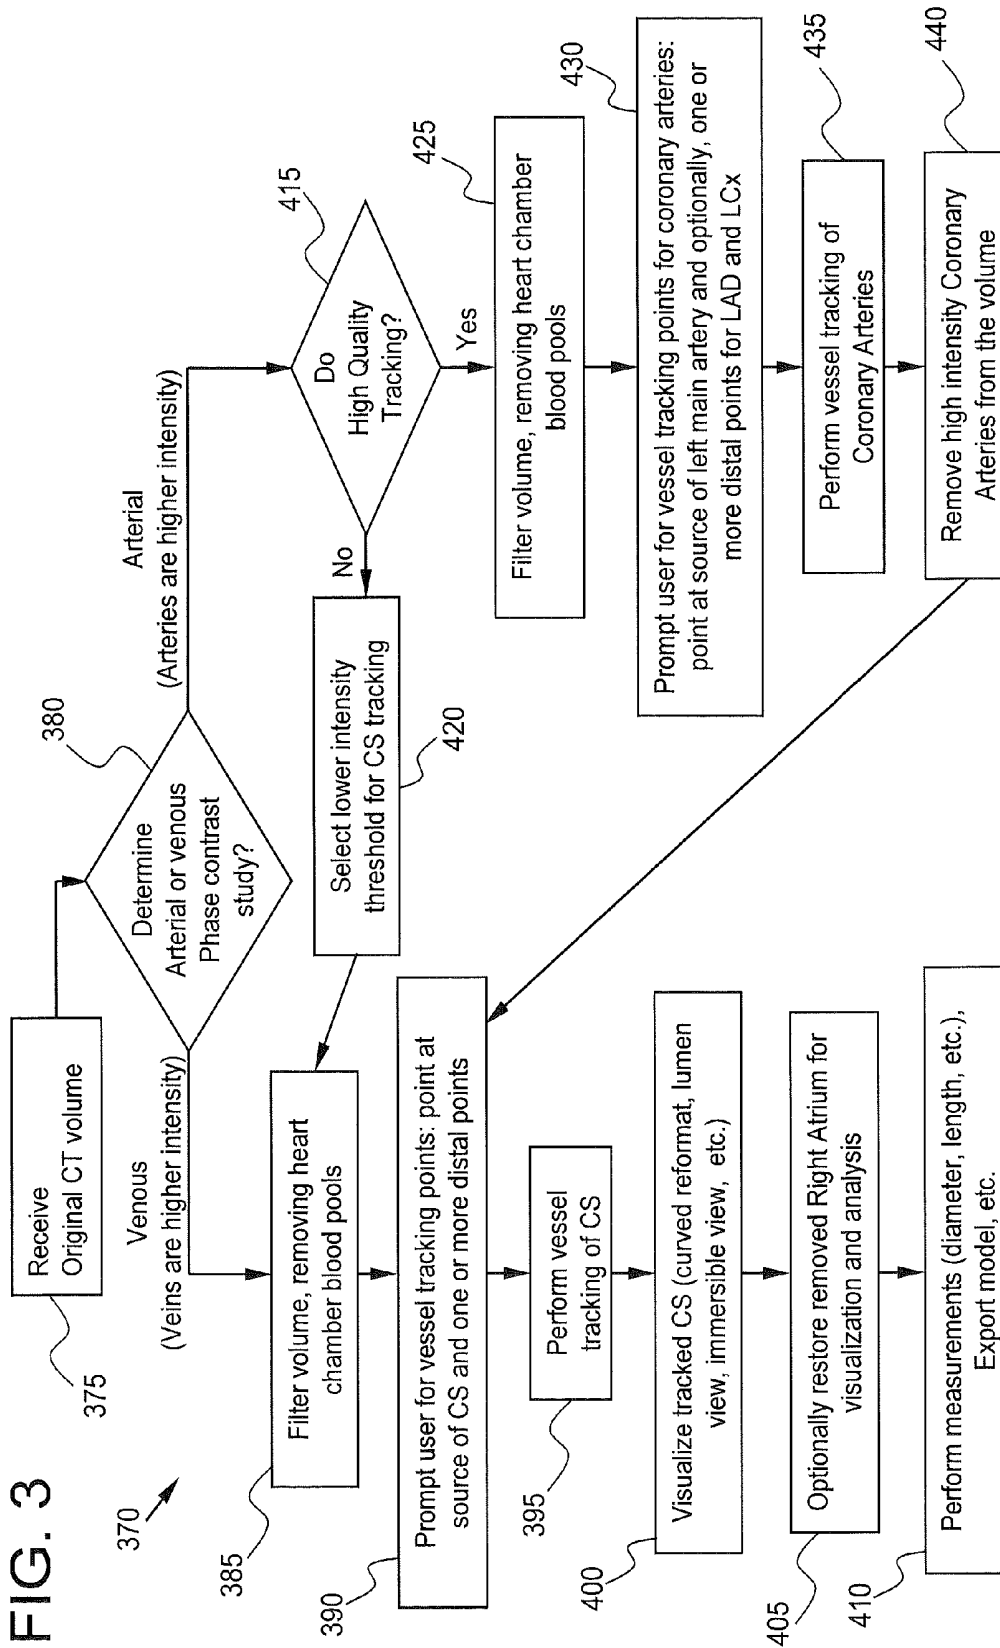 FIG. 3
370
375
Receive
Original CT volume
380
Determine
Arterial or venous
Phase contrast
study?
Venous
(Veins are higher intensity)
Arterial
(Arteries are higher intensity)
385
Filter volume, removing heart
chamber blood pools
390
Prompt user for vessel tracking points: point at
source of CS and one or more distal points
395
Perform vessel
tracking of CS
400
Visualize tracked CS (curved reformat, lumen
view, immersible view, etc.)
405
Optionally restore removed Right Atrium for
visualization and analysis
410
Perform measurements (diameter, length, etc.),
Export model, etc.
415
Do
High Quality
Tracking?
No
Yes
420
Select lower intensity
threshold for CS tracking
425
Filter volume, removing heart chamber
blood pools
430
Prompt user for vessel tracking points for coronary arteries:
point at source of left main artery and optionally, one or
more distal points for LAD and LCx
435
Perform vessel tracking of
Coronary Arteries
440
Remove high intensity Coronary
Arteries from the volume